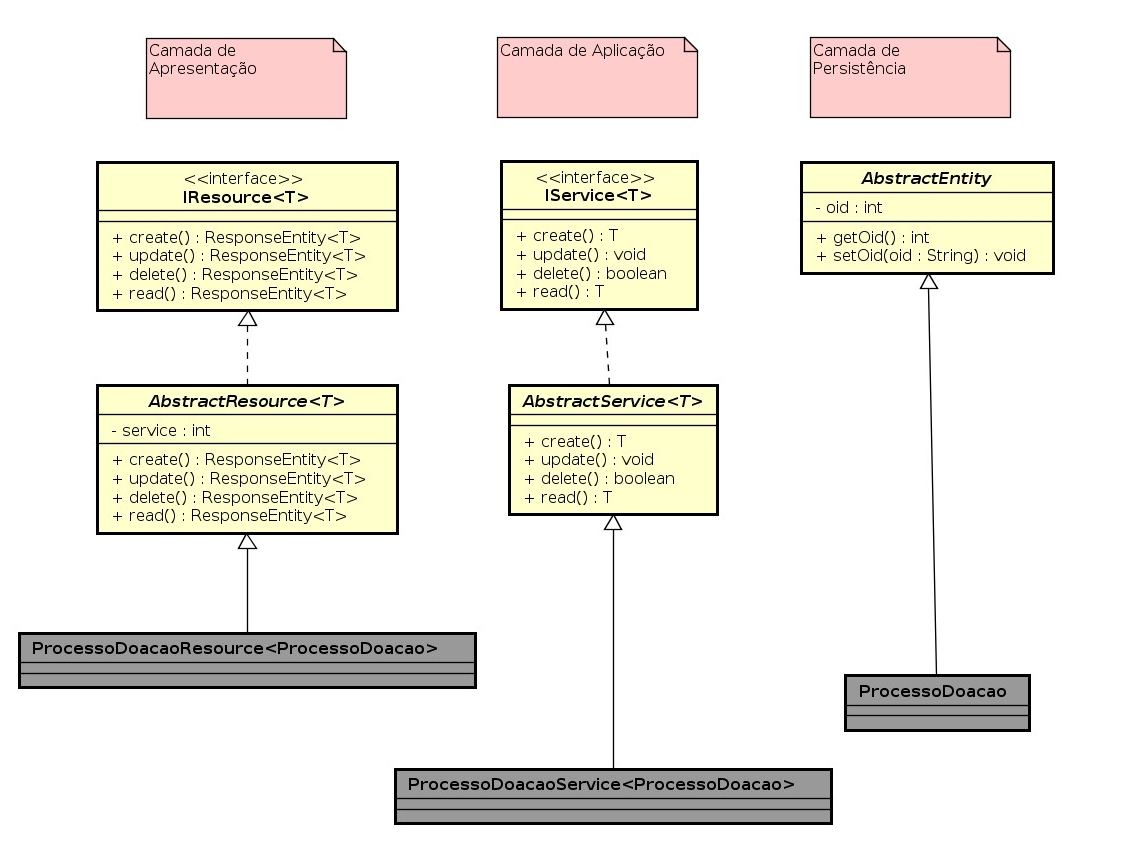 Camada de
Apresentação
Camada de Aplicação
Camada de
Persistência
<<interface>>
IResource<T>
+ create() : ResponseEntity<T>
+ update() : ResponseEntity<T>
+ delete() : ResponseEntity<T>
+ read() : ResponseEntity<T>
<<interface>>
IService<T>
+ create() : T
+ update() : void
+ delete() : boolean
+ read() : T
AbstractEntity
- oid : int
+ getOid() : int
+ setOid(oid : String) : void
AbstractResource<T>
- service : int
+ create() : ResponseEntity<T>
+ update() : ResponseEntity<T>
+ delete() : ResponseEntity<T>
+ read() : ResponseEntity<T>
AbstractService<T>
+ create() : T
+ update() : void
+ delete() : boolean
+ read() : T
ProcessoDoacaoResource<ProcessoDoacao>
ProcessoDoacao
ProcessoDoacaoService<ProcessoDoacao>